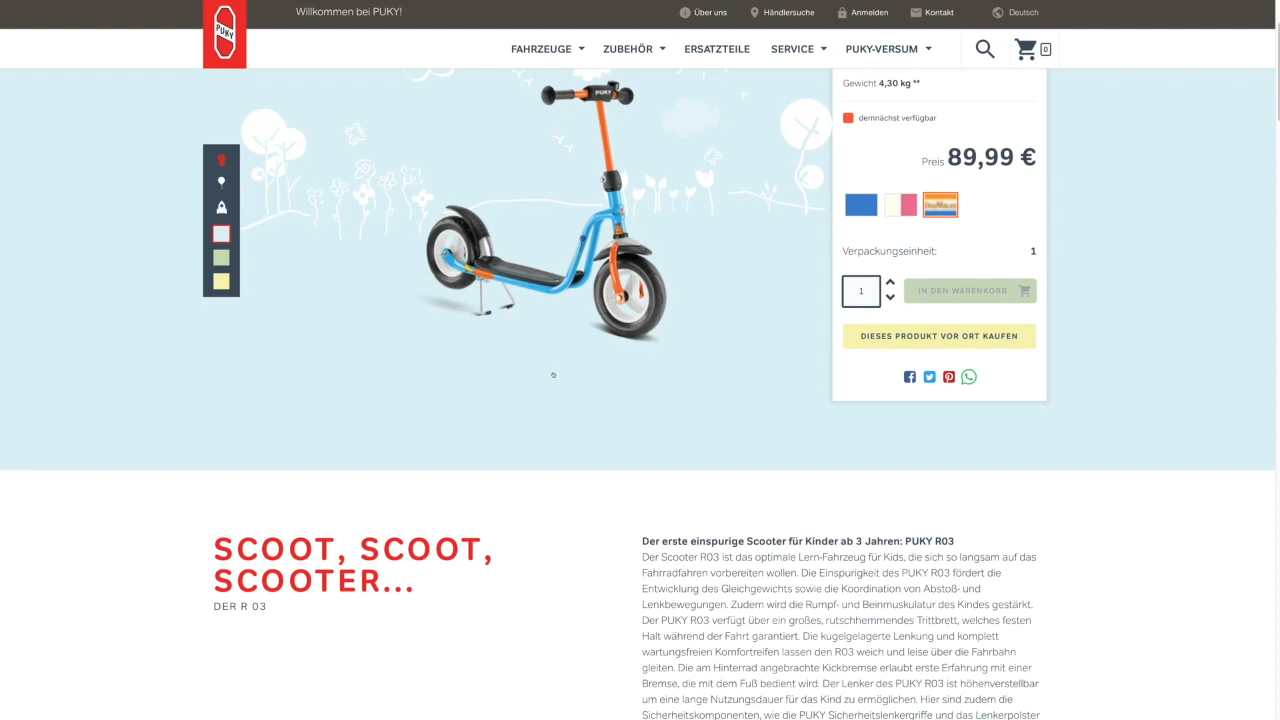 Willkommen bei PUKY!
Über uns
Händlersuche
Anmelden
Kontakt
Deutsch
PUKY
FAHRZEUGE
ZUBEHÖR
ERSATZTEILE
SERVICE
PUKY-VERSUM
0
PUKY
Gewicht 4,30 kg **
demnächst verfügbar
Preis 89,99 €
Verpackungseinheit: 1
1
IN DEN WARENKORB
DIESES PRODUKT VOR ORT KAUFEN
SCOOT, SCOOT,
SCOOTER...
DER R 03
Der erste einspurige Scooter für Kinder ab 3 Jahren: PUKY R03
Der Scooter R03 ist das optimale Lern-Fahrzeug für Kids, die sich so langsam auf das
Fahrradfahren vorbereiten wollen. Die Einspurigkeit des PUKY R03 fördert die
Entwicklung des Gleichgewichts sowie die Koordination von Abstoß- und
Lenkbewegungen. Zudem wird die Rumpf- und Beinmuskulatur des Kindes gestärkt.
Der PUKY R03 verfügt über ein großes, rutschhemmendes Trittbrett, welches festen
Halt während der Fahrt garantiert. Die kugelgelagerte Lenkung und komplett
wartungsfreien Komfortreifen lassen den R03 weich und leise über die Fahrbahn
gleiten. Die am Hinterrad angebrachte Kickbremse erlaubt erste Erfahrung mit einer
Bremse, die mit dem Fuß bedient wird. Der Lenker des PUKY R03 ist höhenverstellbar
um eine lange Nutzungsdauer für das Kind zu ermöglichen. Hier sind zudem die
Sicherheitskomponenten, wie die PUKY Sicherheitslenkergriffe und das Lenkerpolster